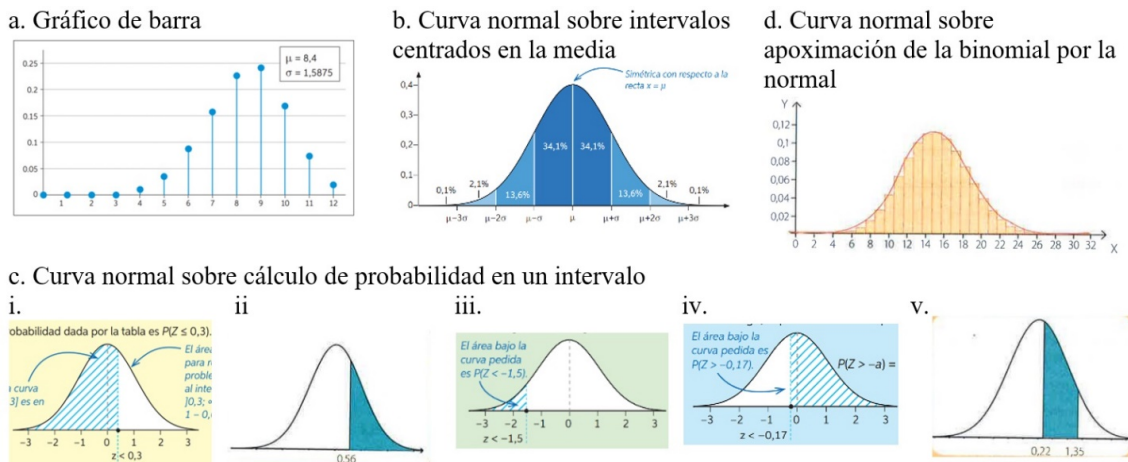 a. Gráfico de barra
0.25
0.2
0.15
0.1
0.05
0
μ = 8,4
σ = 1,5875
1 2 3 4 5 6 7 8 9 10 11 12
b. Curva normal sobre intervalos
centrados en la media
Simétrica con respecto a la
recta x = μ
0,4
0,3
0,2
0,1
0
34,1% 34,1%
13,6% 13,6%
2,1% 2,1%
0,1% 0,1%
μ−3σ μ−2σ μ−σ μ μ+σ μ+2σ μ+3σ
d. Curva normal sobre
apoximación de la binomial por la
normal
Y
0,12
0,1
0,08
0,06
0,04
0,02
0 2 4 6 8 10 12 14 16 18 20 22 24 26 28 30 32
X
c. Curva normal sobre cálculo de probabilidad en un intervalo
i.
obabilidad dada por la tabla es P(Z ≤ 0,3).
a curva
3] es en
El área
para r
proble
al inte
]0,3;
1 − 0,
−3 −2 −1 0 1 2 3
z < 0,3
ii
0,56
iii.
El área bajo la
curva pedida
es P(Z < −1,5).
−3 −2 −1 0 1 2 3
z < −1,5
iv.
El área bajo la
curva pedida es
P(Z > −0,17).
P(Z > −a) =
−3 −2 −1 0 1 2 3
z < −0,17
v.
0,22 1,35